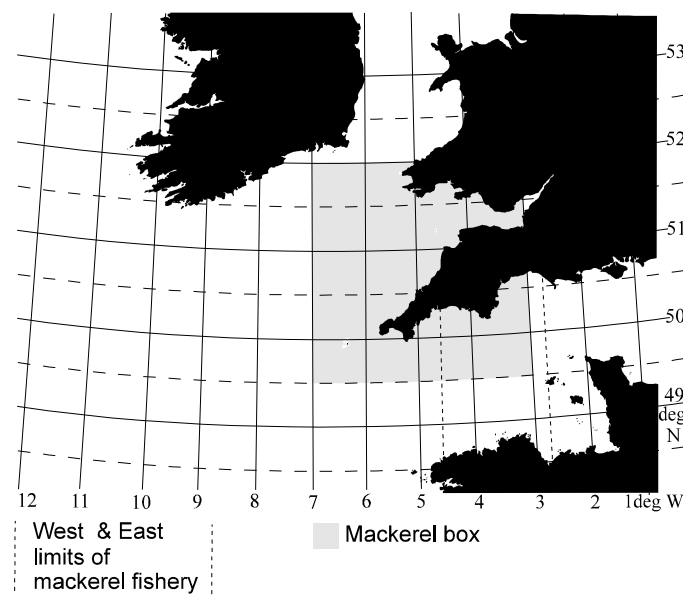 53
52
51
50
49
deg
N
12 11 10 9 8 7 6 5 4 3 2 1deg W
West & East
limits of
mackerel fishery
Mackerel box